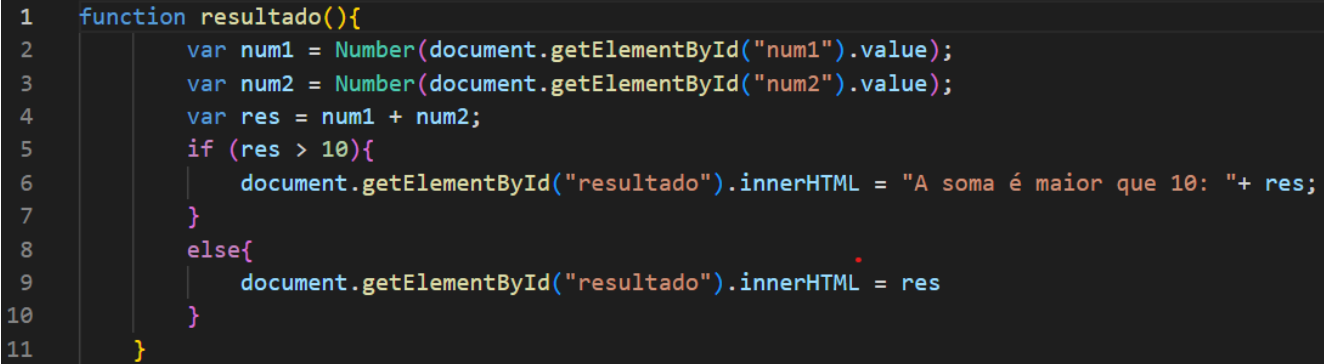 1 function resultado(){
2 var num1 = Number(document.getElementById("num1").value);
3 var num2 = Number(document.getElementById("num2").value);
4 var res = num1 + num2;
5 if (res > 10){
6 document.getElementById("resultado").innerHTML = "A soma é maior que 10: "+ res;
7 }
8 else{
9 document.getElementById("resultado").innerHTML = res
10 }
11 }